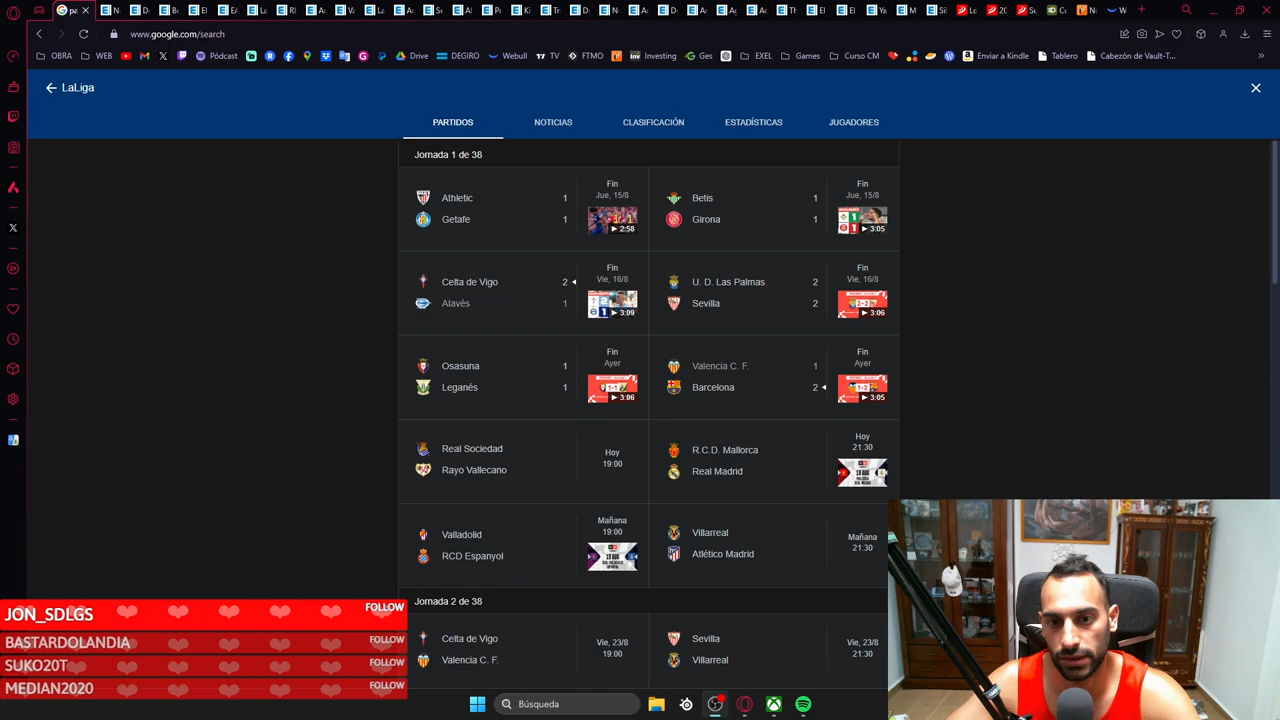 www.google.com/search
OBRA
WEB
Pódcast
Drive
DEGIRO
Webull
TV
FTMO
Investing
Ges
EXEL
Games
Curso CM
Enviar a Kindle
Tablero
Cabezón de Vault-T...
LaLiga
PARTIDOS
NOTICIAS
CLASIFICACIÓN
ESTADÍSTICAS
JUGADORES
Jornada 1 de 38
Athletic 1
Getafe 1
Fin
Jue, 15/8
2:58
Betis 1
Girona 1
Fin
Jue, 15/8
3:05
Celta de Vigo 2
Alavés 1
Fin
Vie, 16/8
3:09
U. D. Las Palmas 2
Sevilla 2
Fin
Vie, 16/8
3:06
Osasuna 1
Leganés 1
Fin
Ayer
1-1
3:06
Valencia C. F. 1
Barcelona 2
Fin
Ayer
1-2
3:05
Real Sociedad
Rayo Vallecano
Hoy
19:00
R.C.D. Mallorca
Real Madrid
Hoy
21:30
Valladolid
RCD Espanyol
Mañana
19:00
Villarreal
Atlético Madrid
Mañana
21:30
Jornada 2 de 38
Celta de Vigo
Valencia C. F.
Vie, 23/8
19:00
Sevilla
Villarreal
Vie, 23/8
21:30
JON_SDLGS FOLLOW
BASTARDOLANDIA FOLLOW
SUKO20T FOLLOW
MEDIAN2020 FOLLOW
Búsqueda